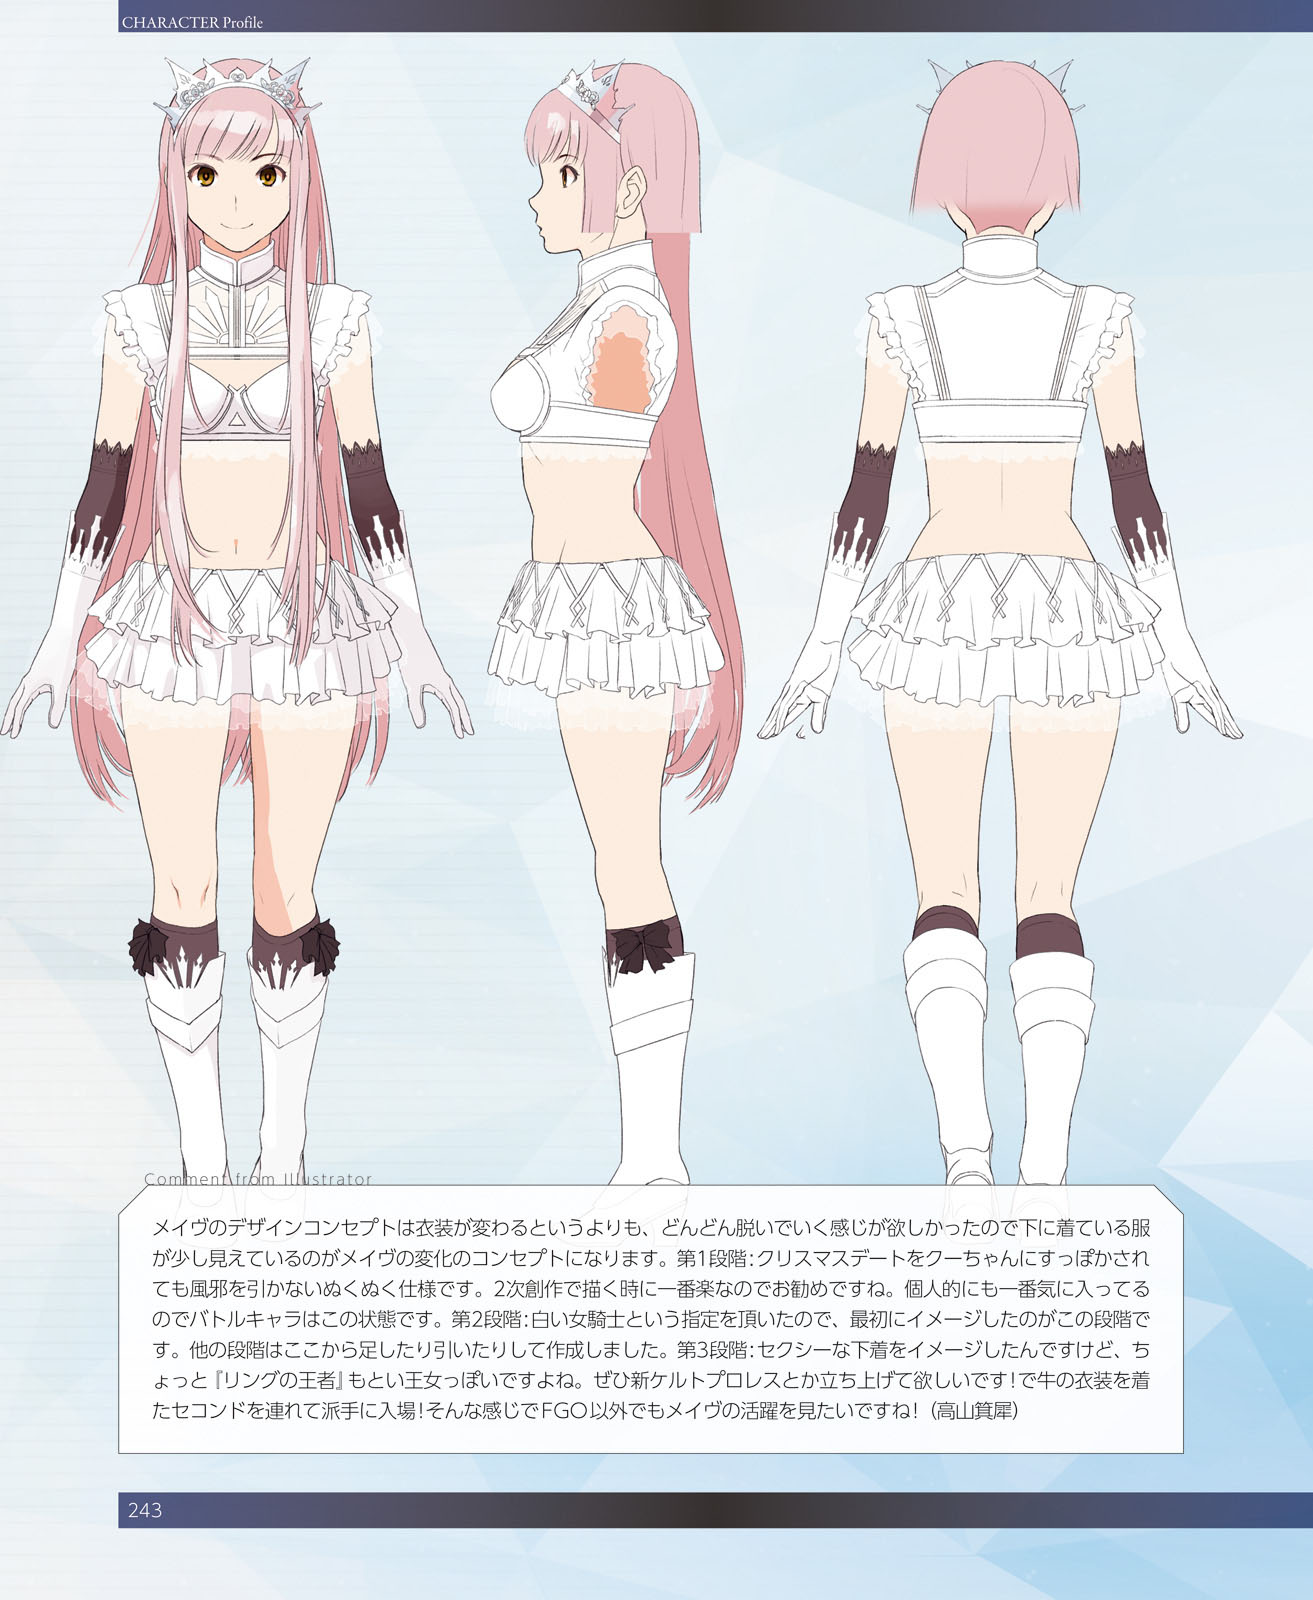 CHARACTER Profile
Comment from Illustrator
メイヴのデザインコンセプトは衣装が変わるというよりも、どんどん脱いでいく感じが欲しかったので下に着ている服
が少し見えているのがメイヴの変化のコンセプトになります。第1段階：クリスマスデートをクーちゃんにすっぽかされ
ても風邪を引かないぬくぬく仕様です。2次創作で描く時に一番楽なのでお勧めですね。個人的にも一番気に入ってる
のでバトルキャラはこの状態です。第2段階：白い女騎士という指定を頂いたので、最初にイメージしたのがこの段階で
す。他の段階はここから足したり引いたりして作成しました。第3段階：セクシーな下着をイメージしたんですけど、ち
ょっと『リングの王者』もとい王女っぽいですよね。ぜひ新ケルトプロレスとか立ち上げて欲しいです！で牛の衣装を着
たセコンドを連れて派手に入場！そんな感じでFGO以外でもメイヴの活躍を見たいですね！（高山箕犀）
243